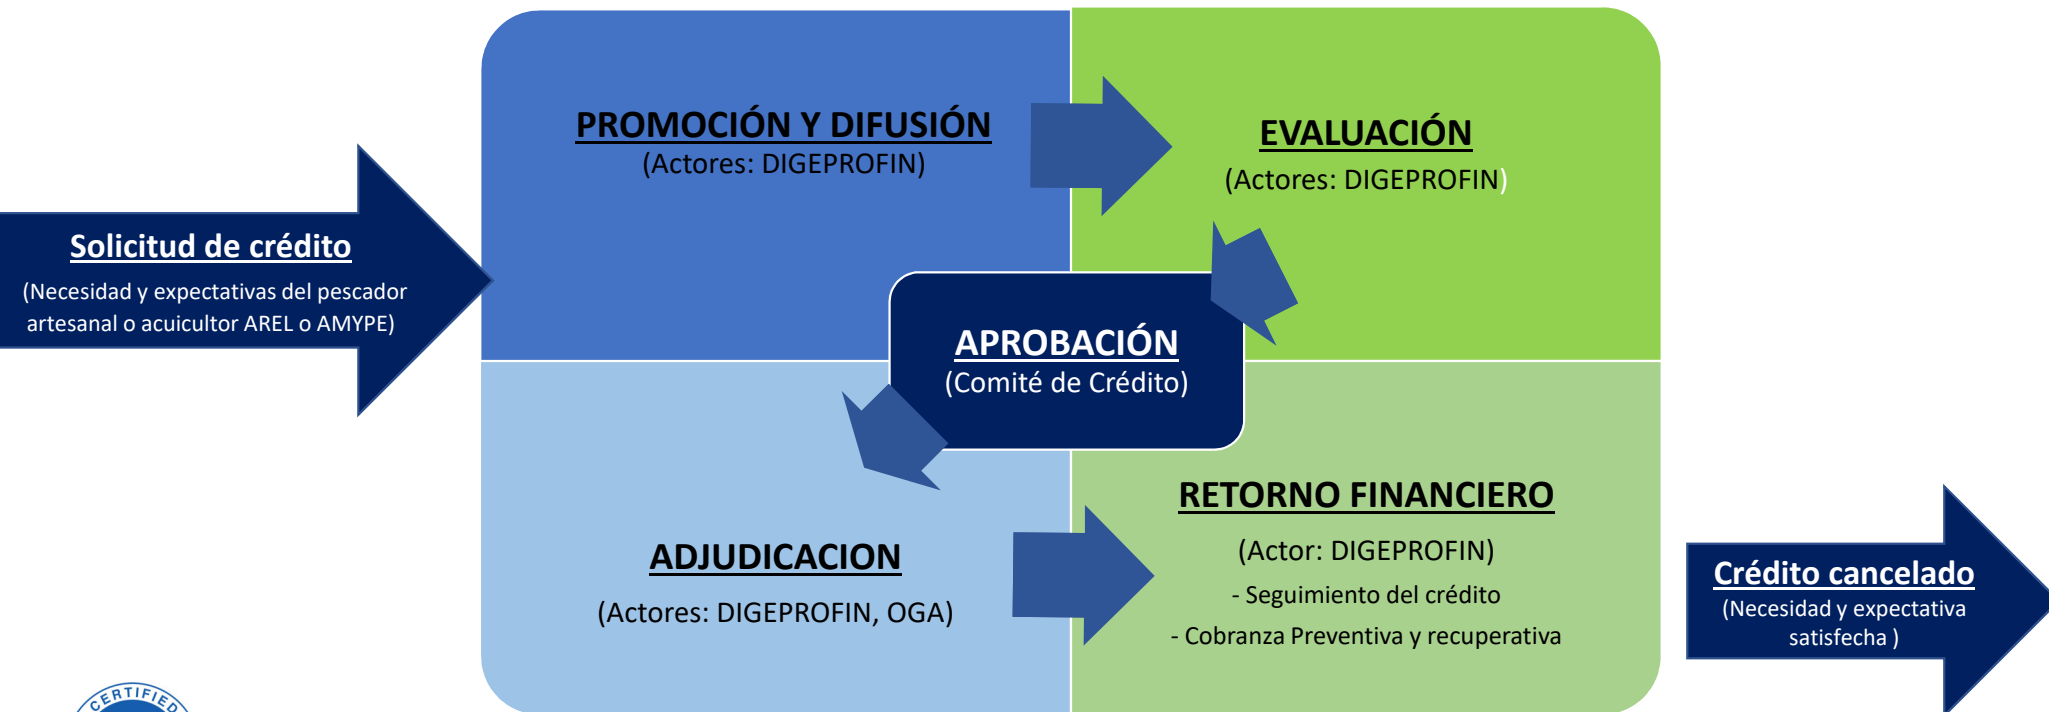 Solicitud de crédito
(Necesidad y expectativas del pescador
artesanal o acuicultor AREL o AMYPE)
PROMOCIÓN Y DIFUSIÓN
(Actores: DIGEPROFIN)
EVALUACIÓN
(Actores: DIGEPROFIN)
APROBACIÓN
(Comité de Crédito)
ADJUDICACION
(Actores: DIGEPROFIN, OGA)
RETORNO FINANCIERO
(Actor: DIGEPROFIN)
- Seguimiento del crédito
- Cobranza Preventiva y recuperativa
Crédito cancelado
(Necesidad y expectativa
satisfecha )
CERTIFIED